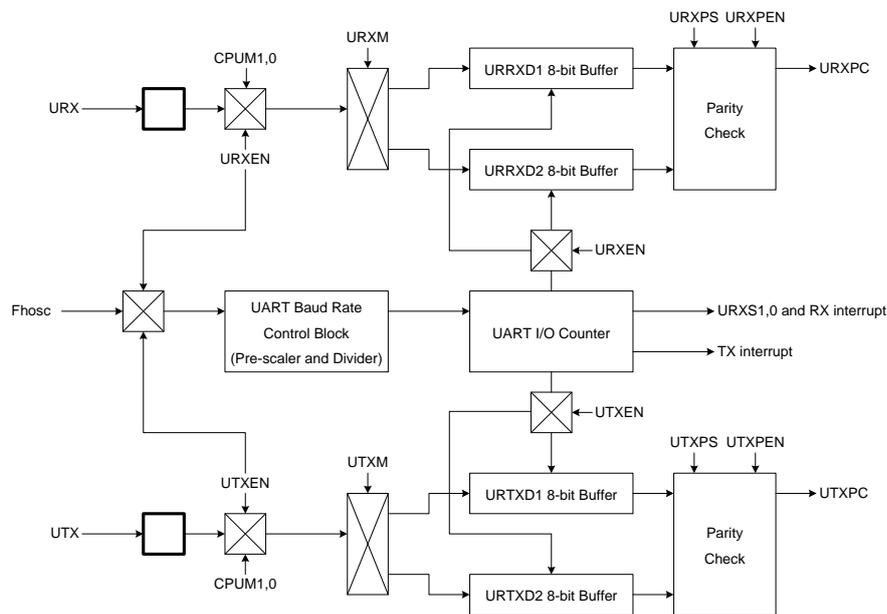 URXPS URXPEN
URXM
CPUM1,0
URRXD1 8-bit Buffer
URXPC
URX
Parity
Check
URXEN
URRXD2 8-bit Buffer
URXEN
Fhosc
UART Baud Rate
Control Block
(Pre-scaler and Divider)
UART I/O Counter
URXS1,0 and RX interrupt
TX interrupt
UTXEN
UTXPS UTXPEN
UTXM
UTXEN
URTXD1 8-bit Buffer
UTXPC
UTX
Parity
Check
CPUM1,0
URTXD2 8-bit Buffer